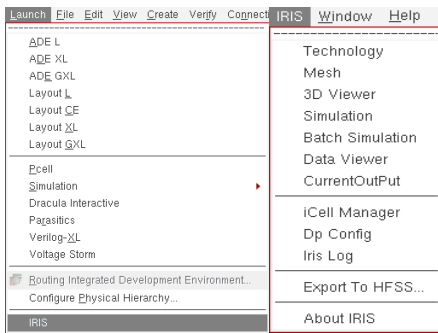 Launch File Edit View Create Verify Connecti
ADE L
ADE XL
ADE GXL
Layout L
Layout CE
Layout XL
Layout GXL
Pcell
Simulation
Dracula Interactive
Parasitics
Verilog-XL
Voltage Storm
Routing Integrated Development Environment...
Configure Physical Hierarchy...
IRIS
IRIS Window Help
Technology
Mesh
3D Viewer
Simulation
Batch Simulation
Data Viewer
CurrentOutPut
iCell Manager
Dp Config
Iris Log
Export To HFSS...
About IRIS